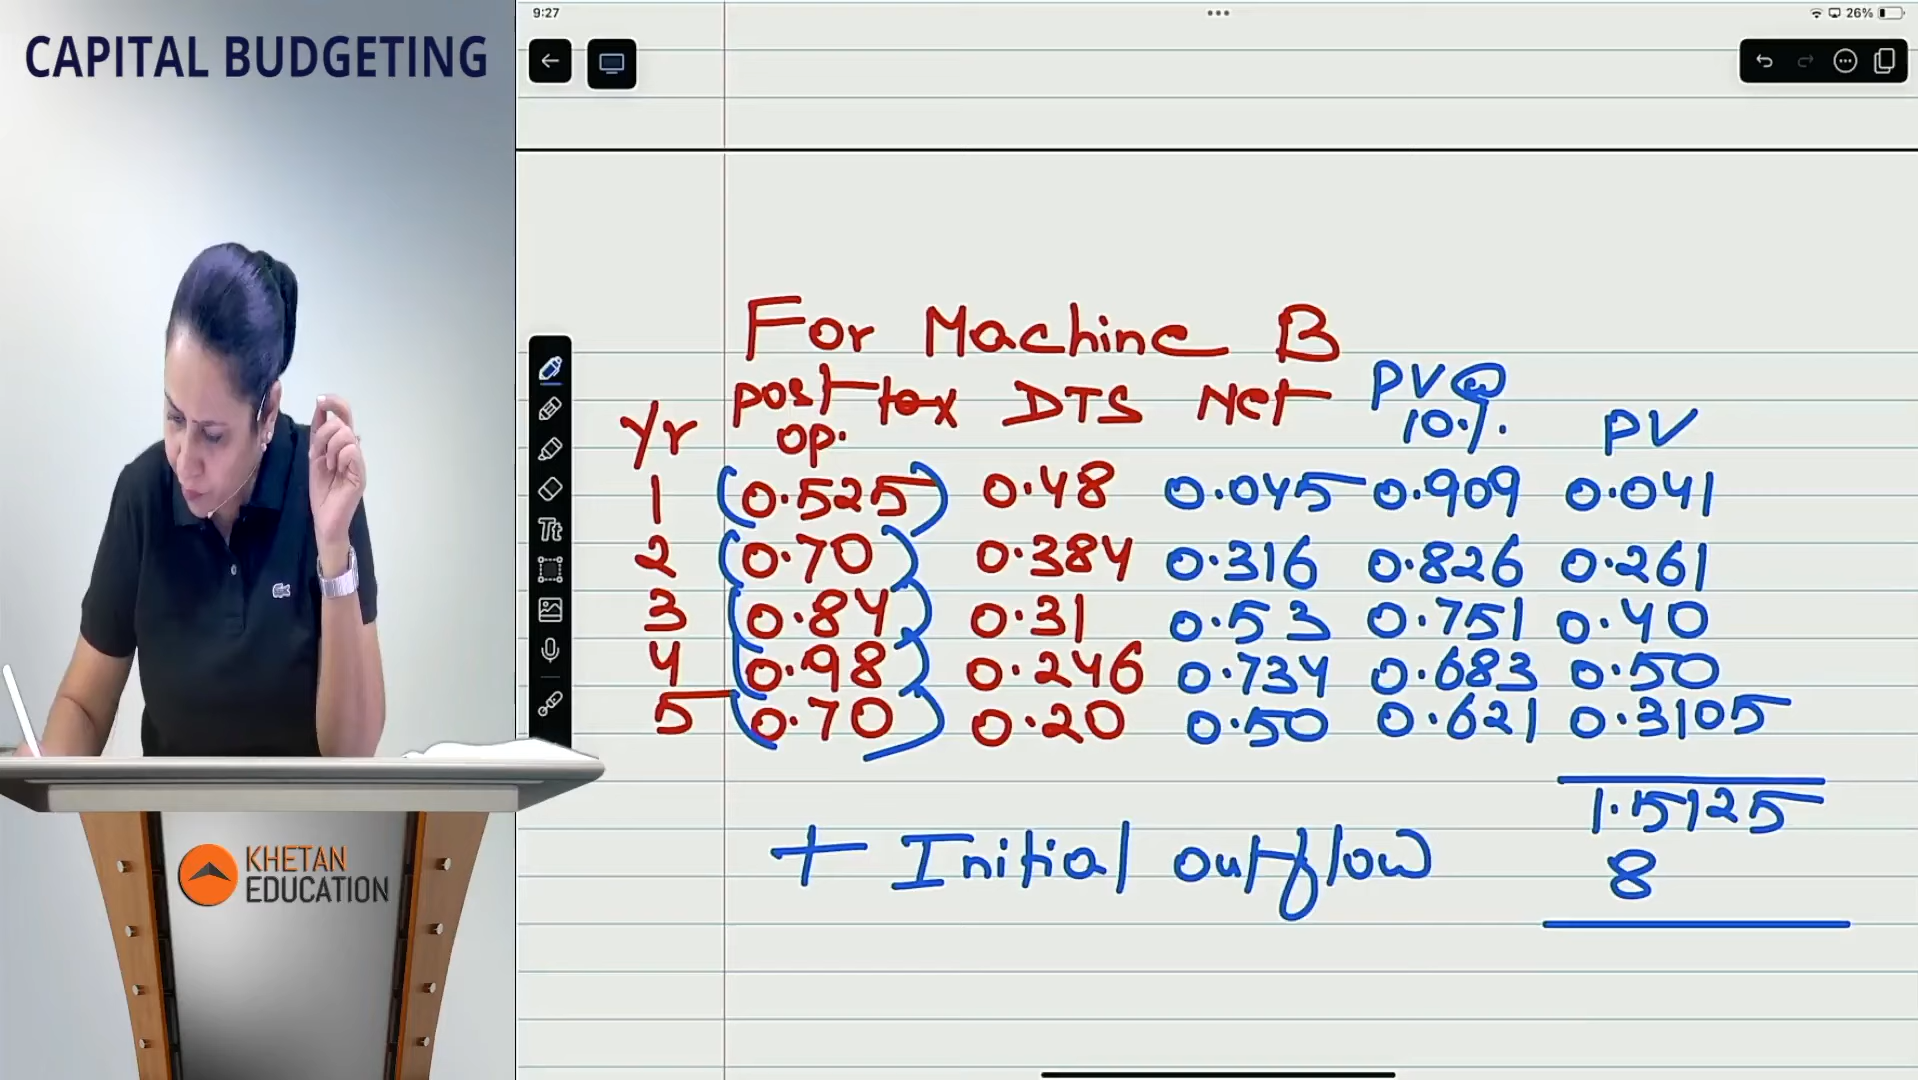 CAPITAL BUDGETING
9:27
26%
For Machine B
Yr post tax op. DTS Net PV@ 10%. PV
1 (0.525) 0.48 0.045 0.909 0.041
2 (0.70) 0.384 0.316 0.826 0.261
3 (0.84) 0.31 0.53 0.751 0.40
4 (0.98) 0.246 0.734 0.683 0.50
5 (0.70) 0.20 0.50 0.621 0.3105
1.5125
+ Initial outflow 8
Tt
KHETAN
EDUCATION